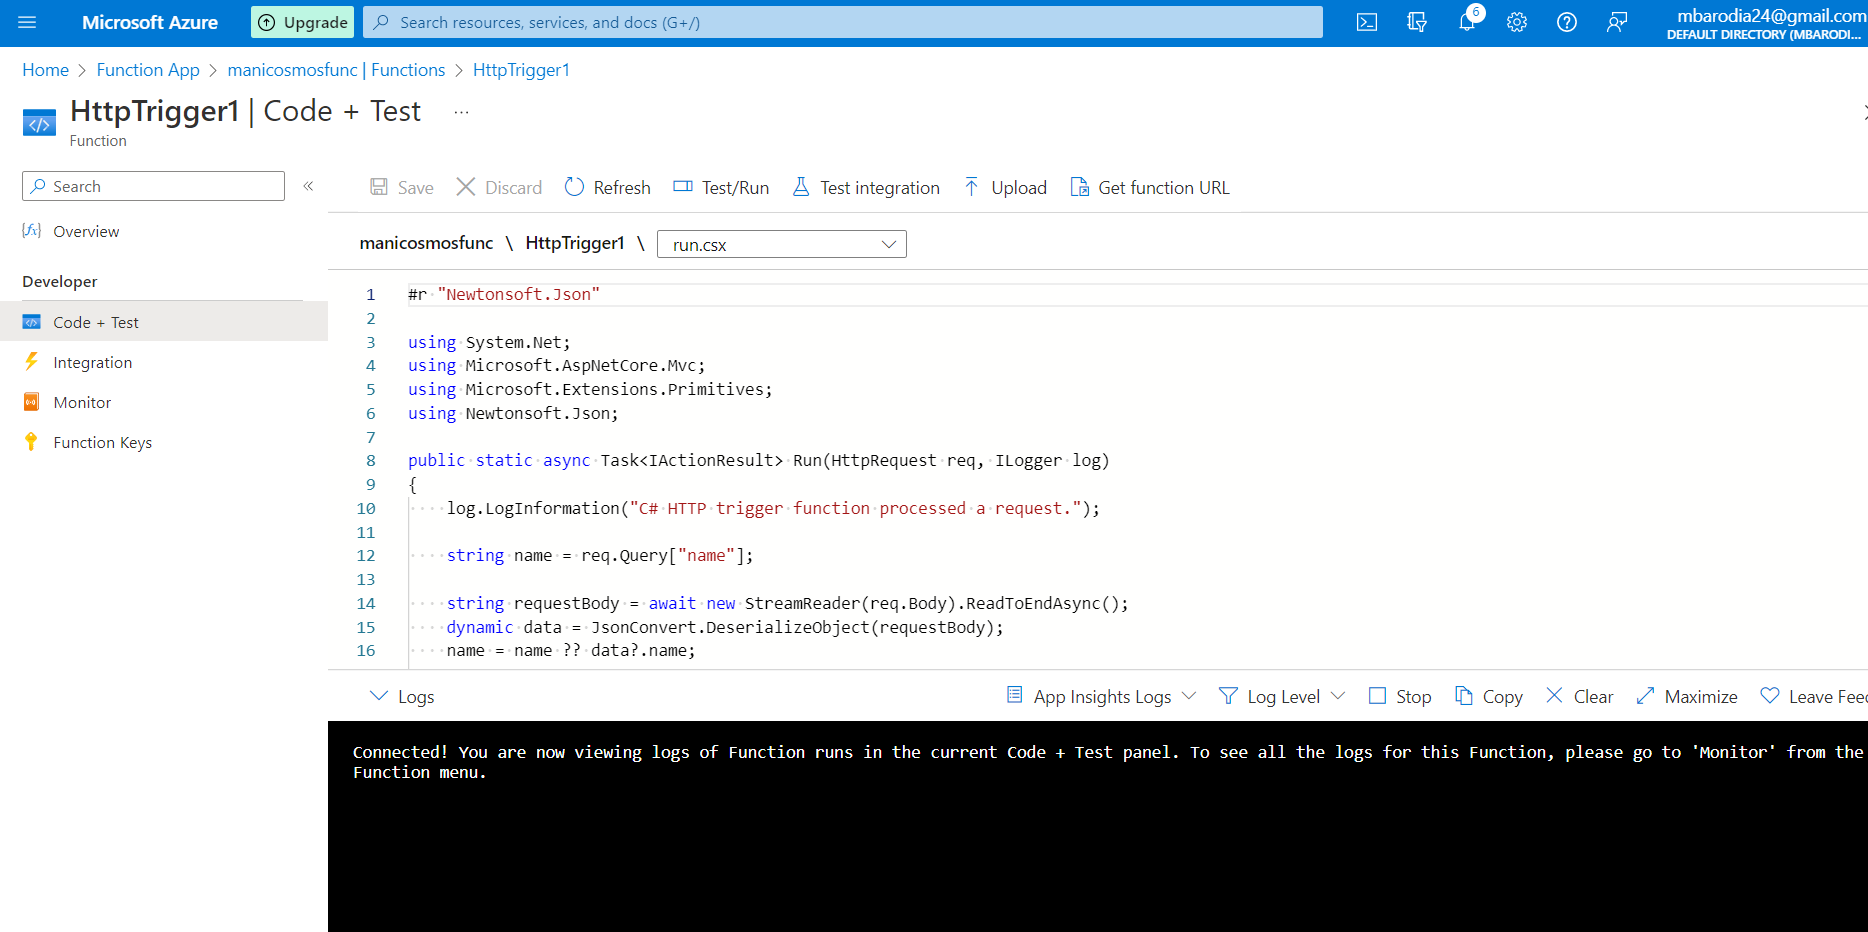 Microsoft Azure
Upgrade
Search resources, services, and docs (G+/)
6
mbarodia24@gmail.com
DEFAULT DIRECTORY (MBARODI...
Home > Function App > manicosmosfunc | Functions > HttpTrigger1
HttpTrigger1 | Code + Test ...
Function
Search
«
Save
Discard
Refresh
Test/Run
Test integration
Upload
Get function URL
Overview
Developer
Code + Test
Integration
Monitor
Function Keys
manicosmosfunc \ HttpTrigger1 \ run.csx
1 #r "Newtonsoft.Json"
2
3 using System.Net;
4 using Microsoft.AspNetCore.Mvc;
5 using Microsoft.Extensions.Primitives;
6 using Newtonsoft.Json;
7
8 public static async Task<IActionResult> Run(HttpRequest req, ILogger log)
9 {
10 log.LogInformation("C# HTTP trigger function processed a request.");
11
12 string name = req.Query["name"];
13
14 string requestBody = await new StreamReader(req.Body).ReadToEndAsync();
15 dynamic data = JsonConvert.DeserializeObject(requestBody);
16 name = name ?? data?.name;
Logs
App Insights Logs
Log Level
Stop
Copy
Clear
Maximize
Leave Feed
Connected! You are now viewing logs of Function runs in the current Code + Test panel. To see all the logs for this Function, please go to 'Monitor' from the
Function menu.